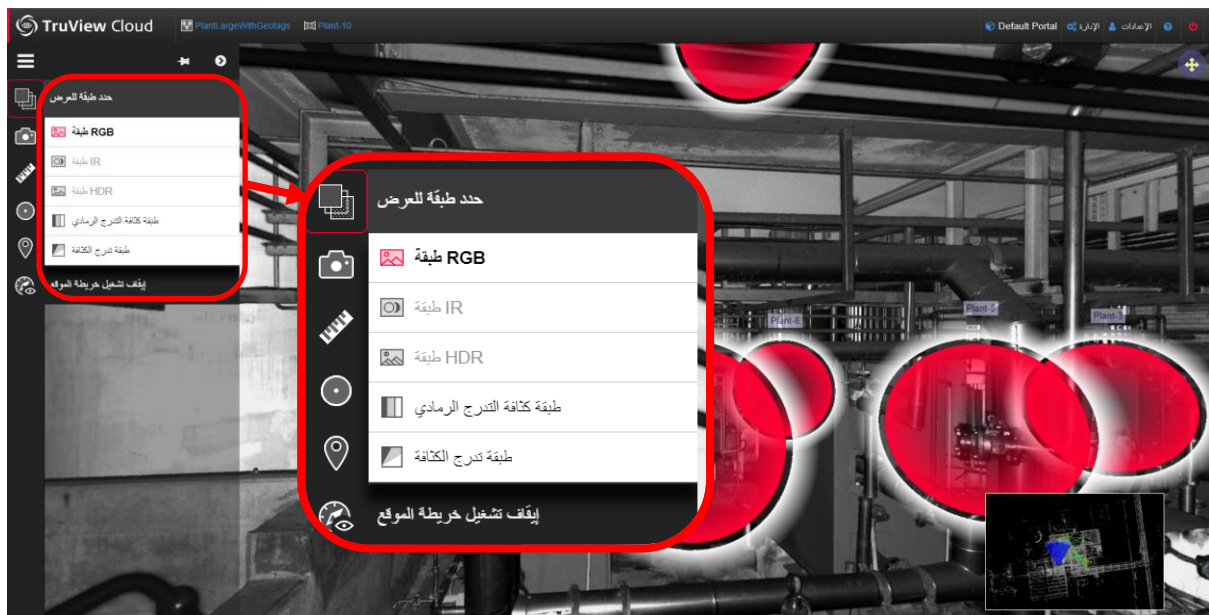 TruView Cloud
PlantLargeWithGeotags
Plant-10
Default Portal
الإدارة
الإعدادات
حدد طبقة للعرض
طبقة RGB
طبقة IR
طبقة HDR
طبقة كثافة التدرج الرمادي
طبقة تدرج الكثافة
إيقاف تشغيل خريطة الموقع
حدد طبقة للعرض
طبقة RGB
طبقة IR
طبقة HDR
طبقة كثافة التدرج الرمادي
طبقة تدرج الكثافة
إيقاف تشغيل خريطة الموقع
Plant-6
Plant-5
Plant-3